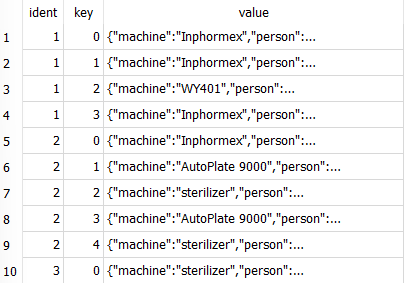 ident key value
1 1 0 {"machine":"Inphormex","person":...
2 1 1 {"machine":"Inphormex","person":...
3 1 2 {"machine":"WY401","person":...
4 1 3 {"machine":"Inphormex","person":...
5 2 0 {"machine":"Inphormex","person":...
6 2 1 {"machine":"AutoPlate 9000","person":...
7 2 2 {"machine":"sterilizer","person":...
8 2 3 {"machine":"AutoPlate 9000","person":...
9 2 4 {"machine":"sterilizer","person":...
10 3 0 {"machine":"sterilizer","person":...